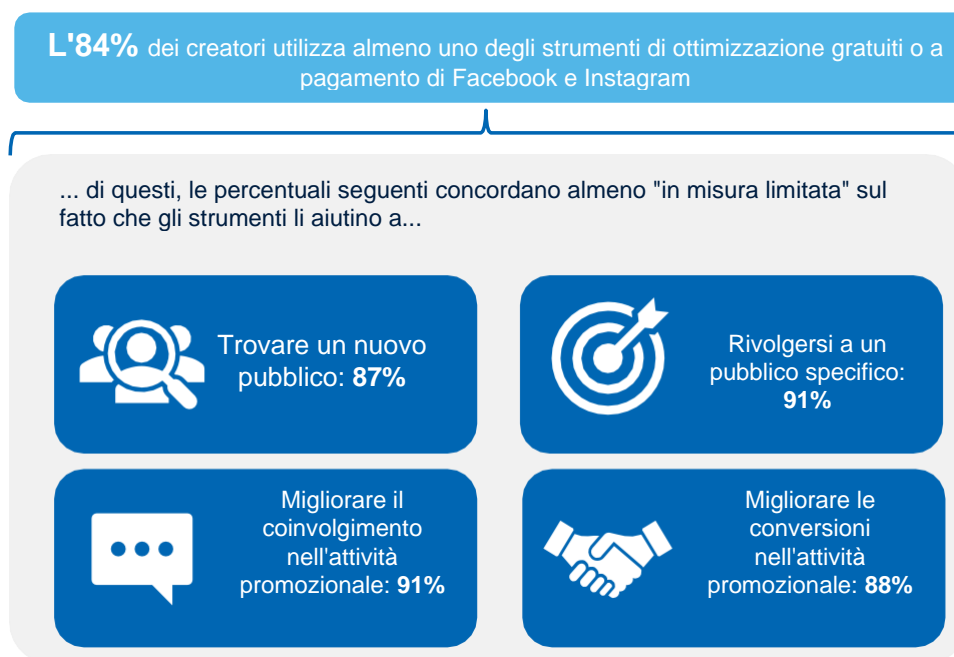 L'84% dei creatori utilizza almeno uno degli strumenti di ottimizzazione gratuiti o a
pagamento di Facebook e Instagram
... di questi, le percentuali seguenti concordano almeno "in misura limitata" sul
fatto che gli strumenti li aiutino a...
Trovare un nuovo
pubblico: 87%
Rivolgersi a un
pubblico specifico:
91%
Migliorare il
coinvolgimento
nell'attività
promozionale: 91%
Migliorare le
conversioni
nell'attività
promozionale: 88%